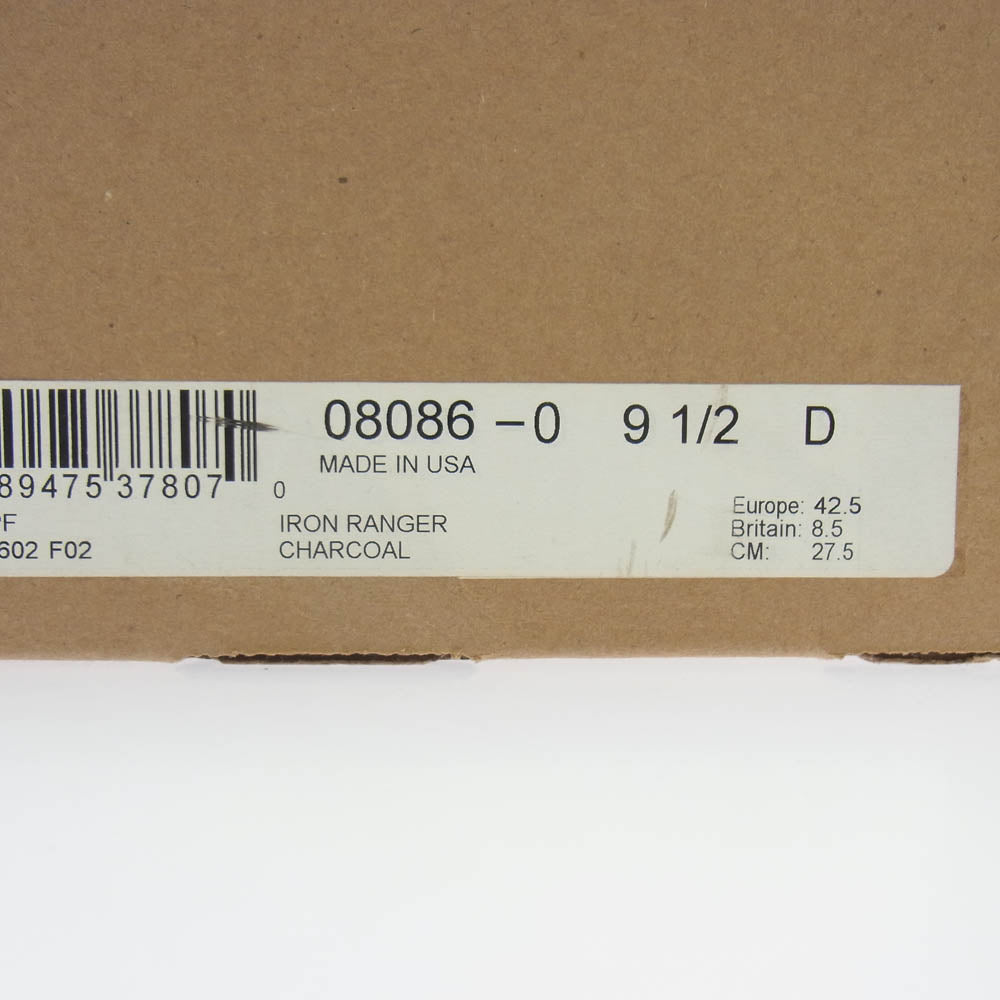 08086 – 0 9 1/2 D
MADE IN USA
89475 37807 0
IRON RANGER
CHARCOAL
602 F02
Europe: 42.5
Britain: 8.5
CM: 27.5